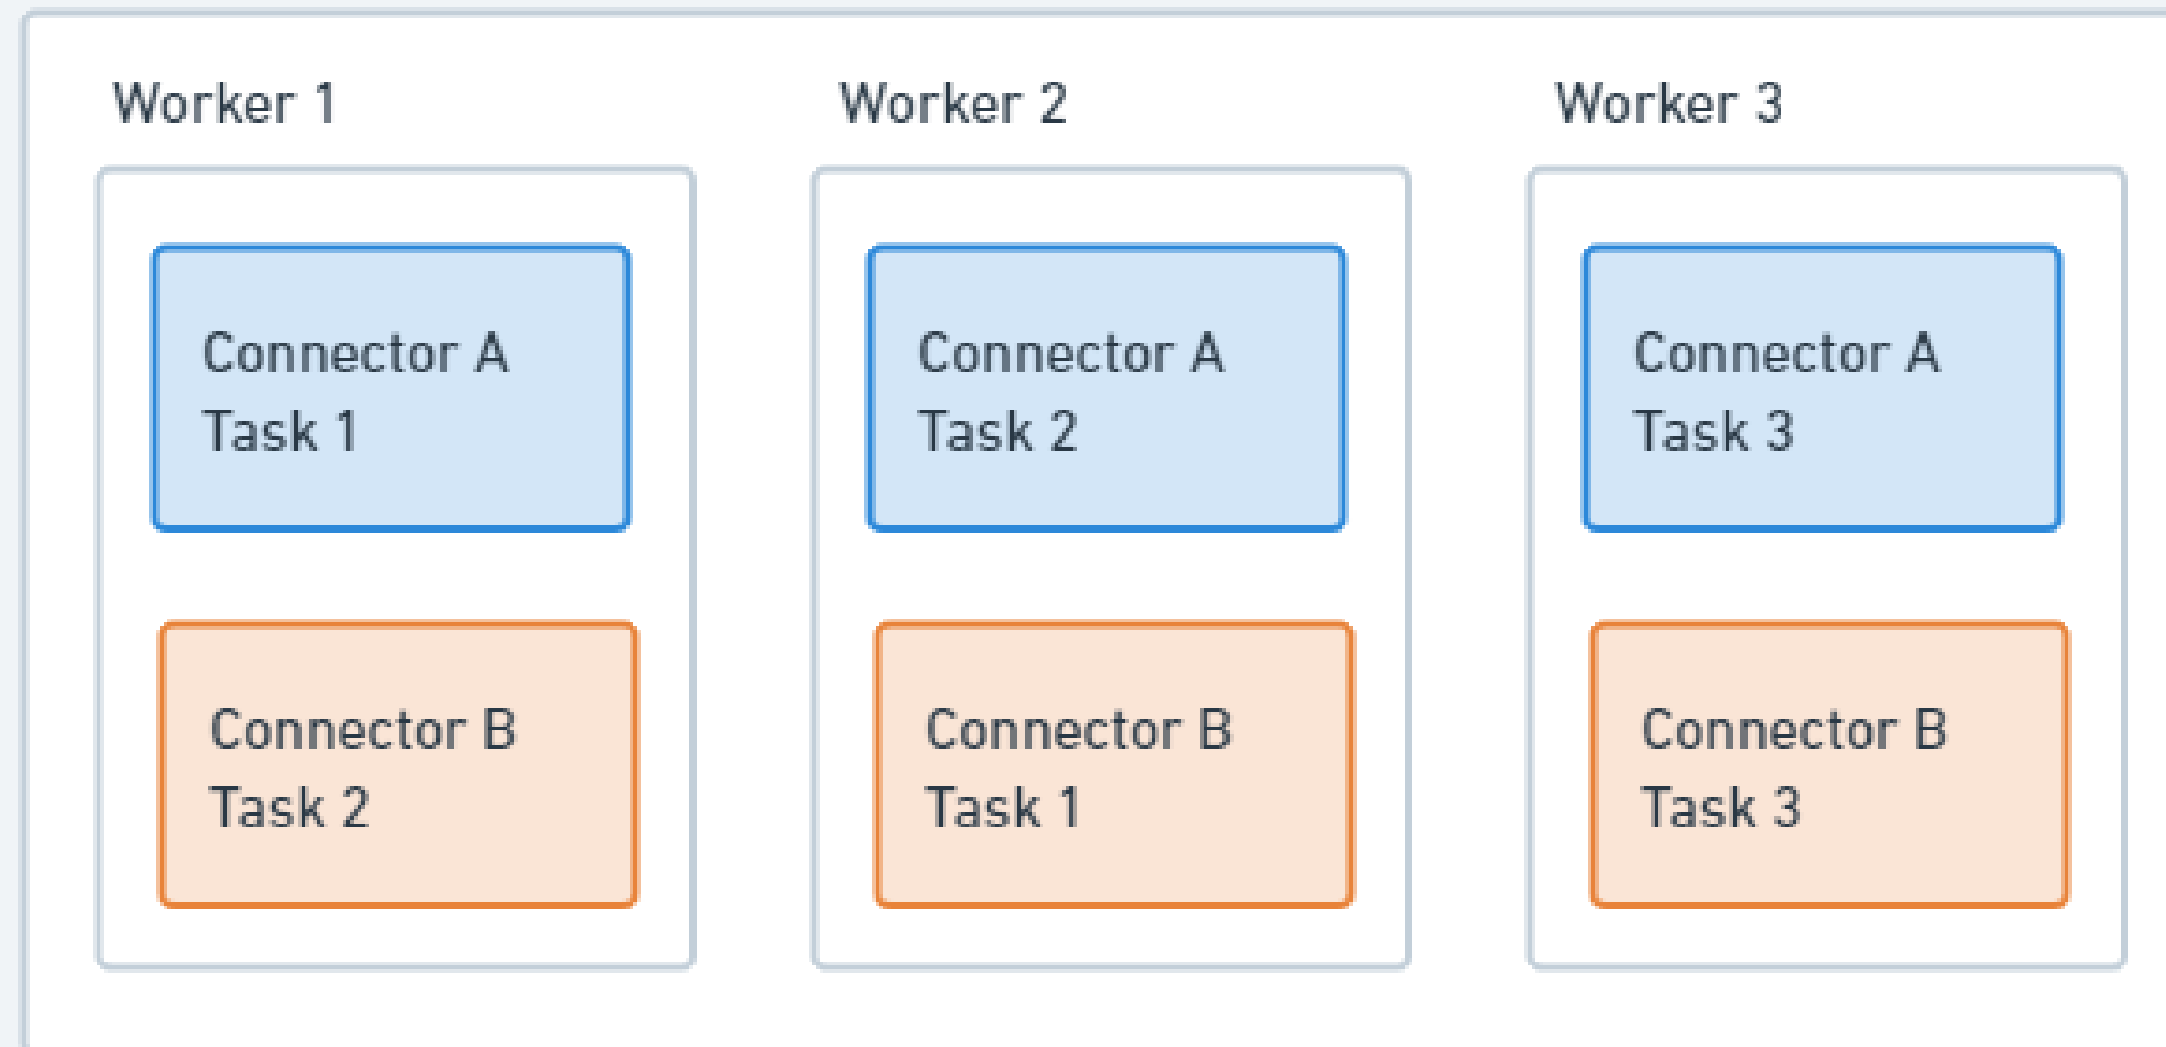 Worker 1
Connector A
Task 1
Connector B
Task 2
Worker 2
Connector A
Task 2
Connector B
Task 1
Worker 3
Connector A
Task 3
Connector B
Task 3